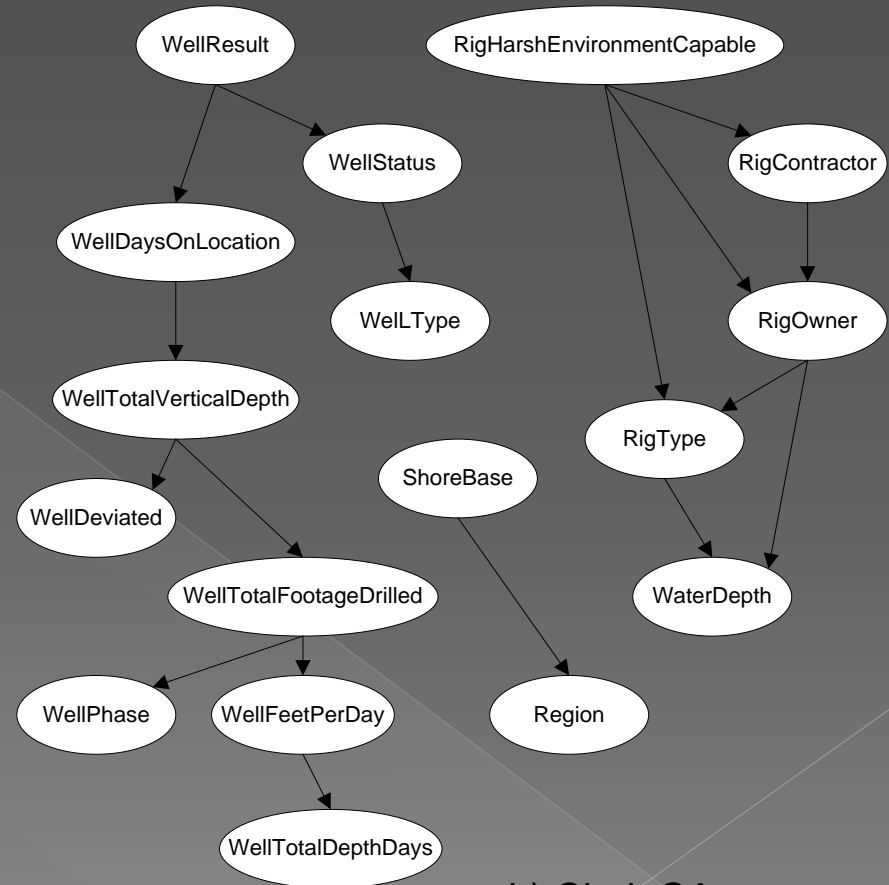 WellResult
RigHarshEnvironmentCapable
WellStatus
RigContractor
WellDaysOnLocation
WelLType
RigOwner
WellTotalVerticalDepth
RigType
ShoreBase
WellDeviated
WellTotalFootageDrilled
WaterDepth
WellPhase
WellFeetPerDay
Region
WellTotalDepthDays